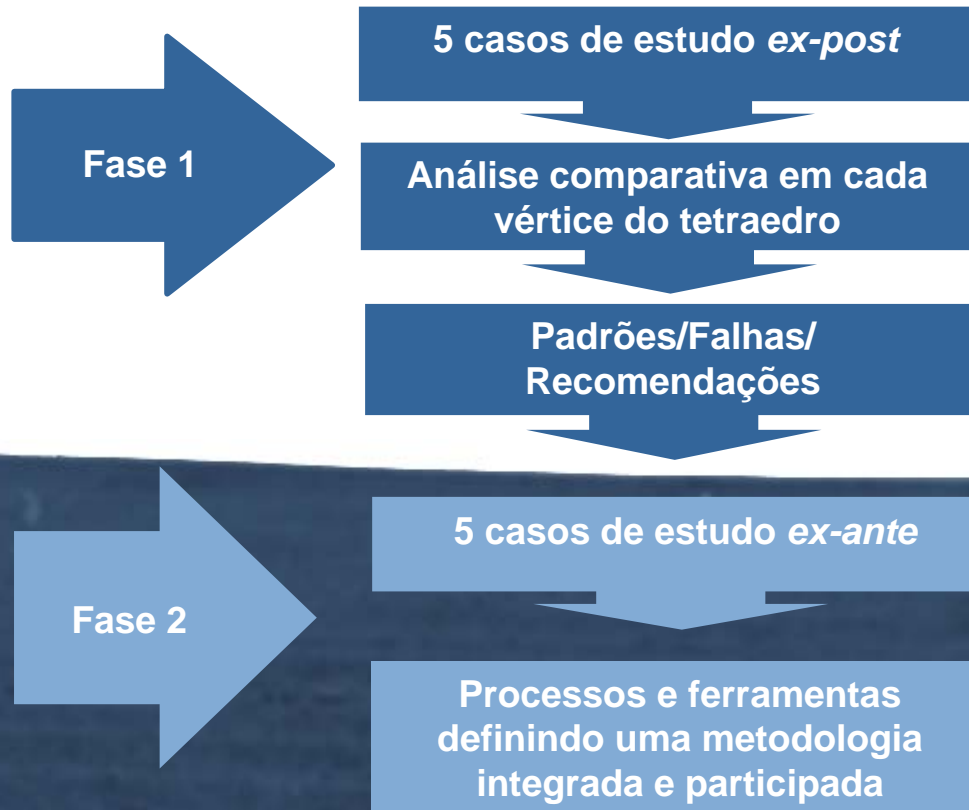 5 casos de estudo ex-post
Fase 1
Análise comparativa em cada
vértice do tetraedro
Padrões/Falhas/
Recomendações
5 casos de estudo ex-ante
Fase 2
Processos e ferramentas
definindo uma metodologia
integrada e participada